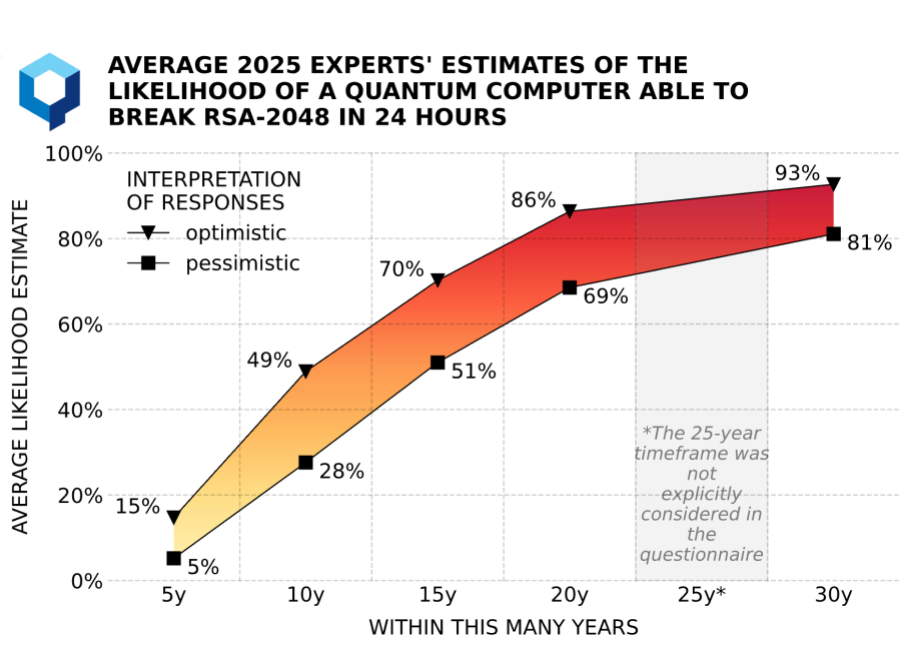 AVERAGE 2025 EXPERTS' ESTIMATES OF THE
LIKELIHOOD OF A QUANTUM COMPUTER ABLE TO
BREAK RSA-2048 IN 24 HOURS
AVERAGE LIKELIHOOD ESTIMATE
100%
80%
60%
40%
20%
0%
INTERPRETATION
OF RESPONSES
optimistic
pessimistic
15%
49%
70%
86%
93%
5%
28%
51%
69%
81%
*The 25-year
timeframe was
not
explicitly
considered in
the
questionnaire
5y
10y
15y
20y
25y*
30y
WITHIN THIS MANY YEARS